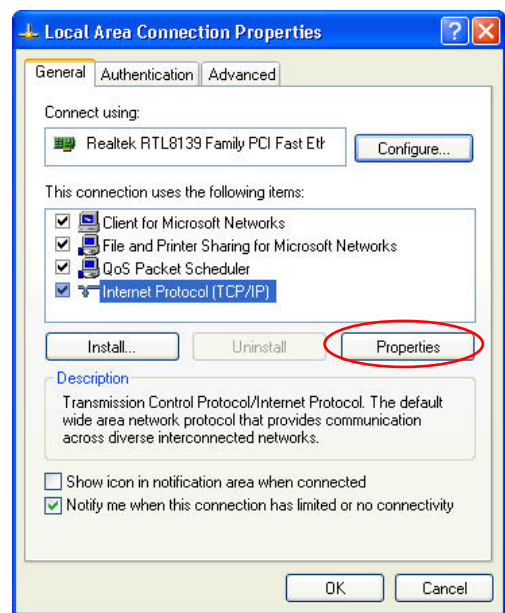 Local Area Connection Properties
General Authentication Advanced
Connect using:
Realtek RTL8139 Family PCI Fast Eth
Configure...
This connection uses the following items:
Client for Microsoft Networks
File and Printer Sharing for Microsoft Networks
QoS Packet Scheduler
Internet Protocol (TCP/IP)
Install... Uninstall Properties
Description
Transmission Control Protocol/Internet Protocol. The default
wide area network protocol that provides communication
across diverse interconnected networks.
Show icon in notification area when connected
Notify me when this connection has limited or no connectivity
OK Cancel